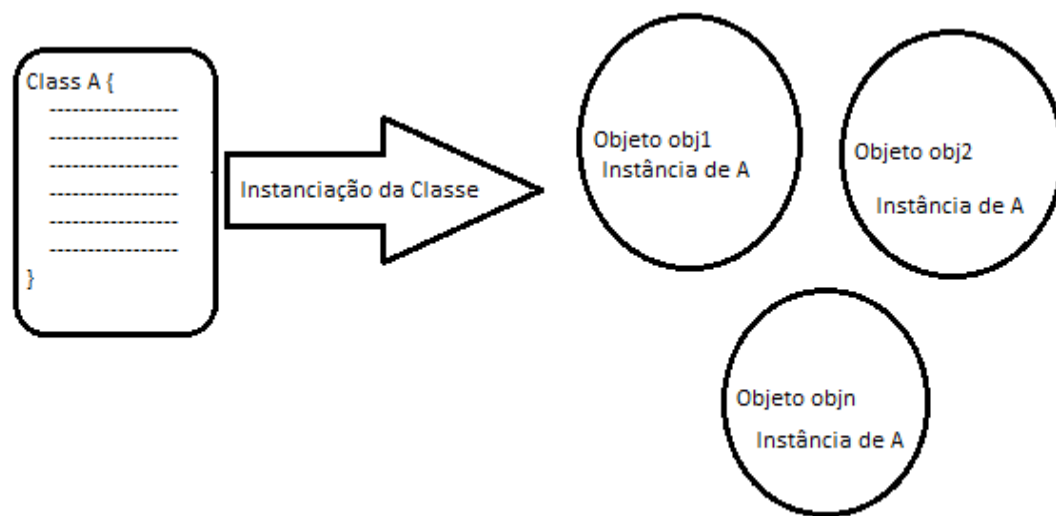 Class A {
------------------
------------------
------------------
------------------
------------------
------------------
}
Instanciação da Classe
Objeto obj1
Instância de A
Objeto obj2
Instância de A
Objeto objn
Instância de A